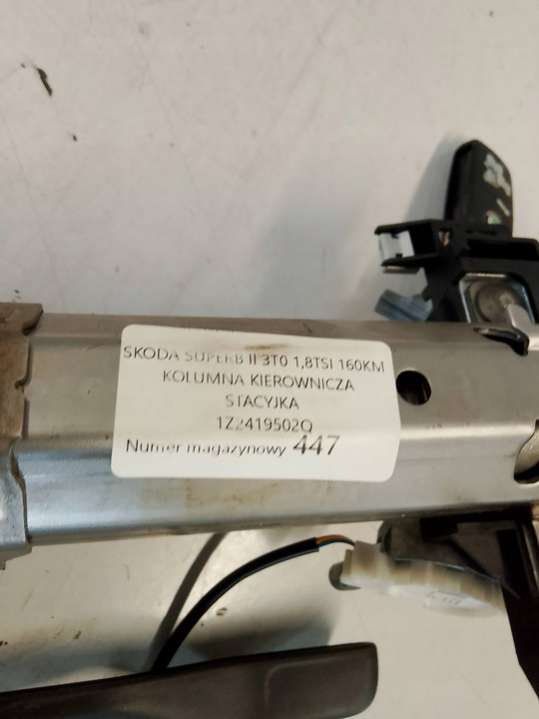 SKODA SUPERB II 3T0 1,8TSI 160KM
KOLUMNA KIEROWNICZA
STACYJKA
1Z2419502Q
Numer magazynowy 447